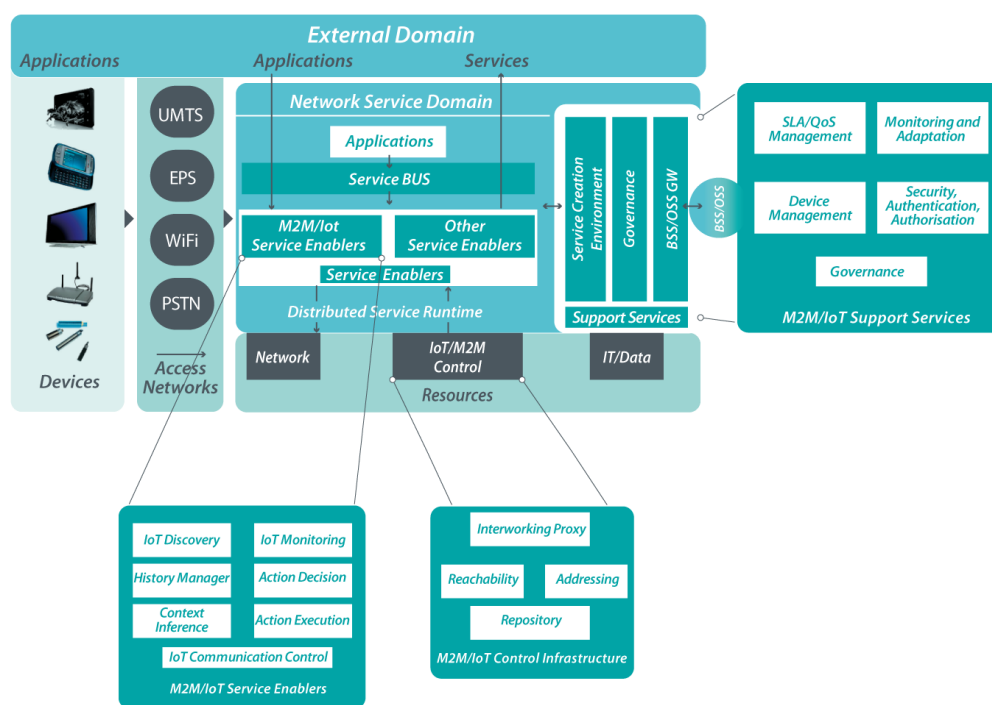 External Domain
Applications
Applications
Services
UMTS
EPS
WiFi
PSTN
Access
Networks
Devices
Network Service Domain
Applications
Service BUS
M2M/Iot
Service Enablers
Other
Service Enablers
Service Enablers
Distributed Service Runtime
Service Creation
Environment
Governance
BSS/OSS GW
Support Services
BSS/OSS
Network
IoT/M2M
Control
IT/Data
Resources
SLA/QoS
Management
Monitoring and
Adaptation
Device
Management
Security,
Authentication,
Authorisation
Governance
M2M/IoT Support Services
IoT Discovery
IoT Monitoring
History Manager
Action Decision
Context
Inference
Action Execution
IoT Communication Control
M2M/IoT Service Enablers
Interworking Proxy
Reachability
Addressing
Repository
M2M/IoT Control Infrastructure